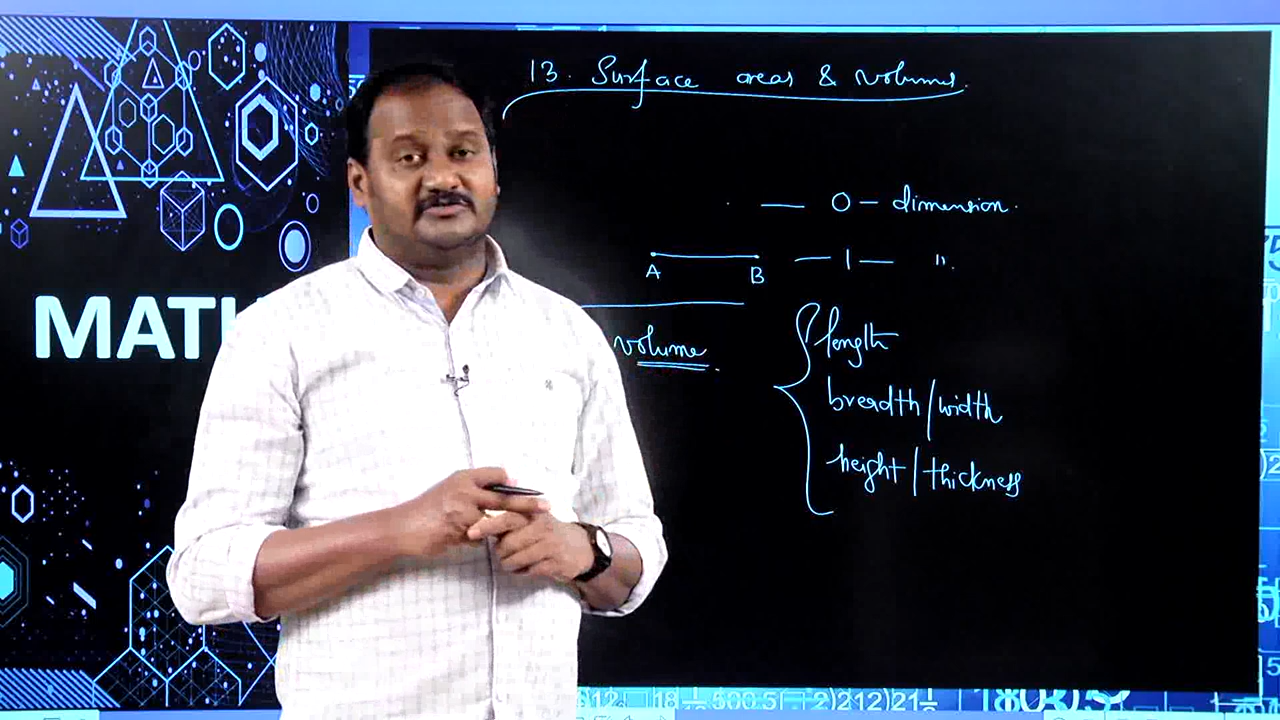 13. Surface areas & volumes.
. — 0 – dimension.
A B — 1 — ".
MATH
volume.
length
breadth/width
height/thickness